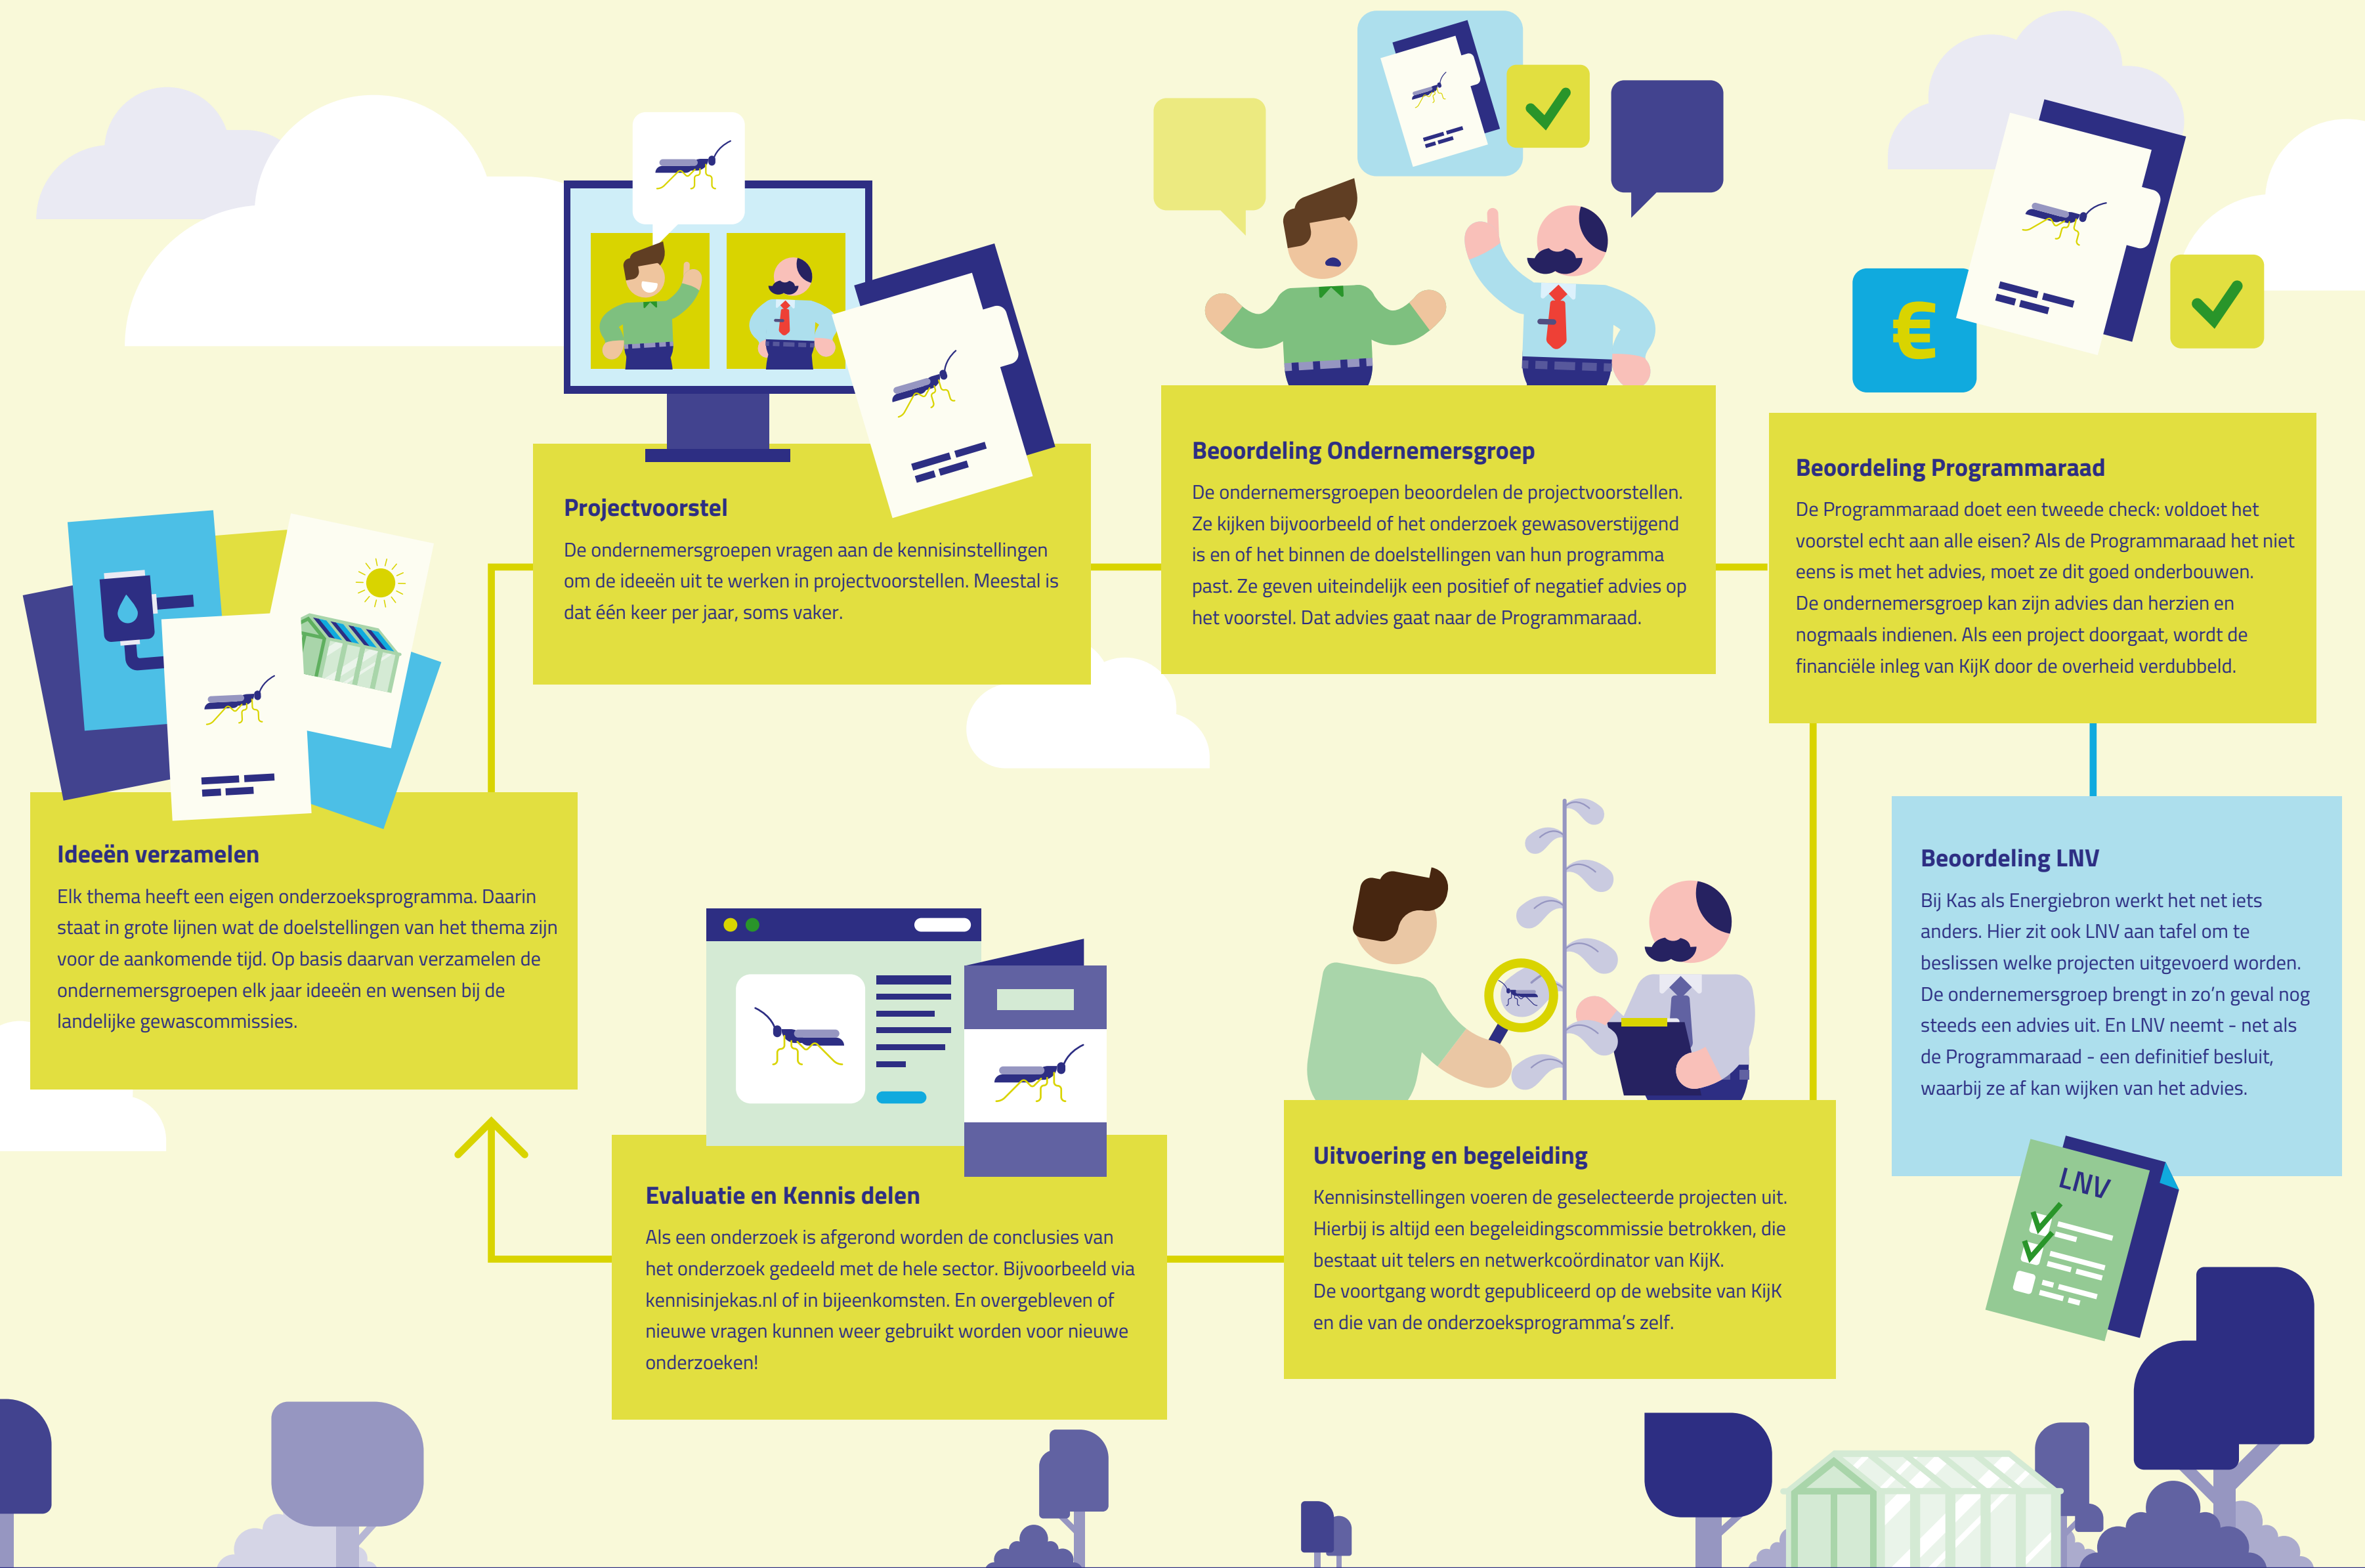 Projectvoorstel
De ondernemersgroepen vragen aan de kennisinstellingen
om de ideeën uit te werken in projectvoorstellen. Meestal is
dat één keer per jaar, soms vaker.
Beoordeling Ondernemersgroep
De ondernemersgroepen beoordelen de projectvoorstellen.
Ze kijken bijvoorbeeld of het onderzoek gewasoverstijgend
is en of het binnen de doelstellingen van hun programma
past. Ze geven uiteindelijk een positief of negatief advies op
het voorstel. Dat advies gaat naar de Programmaraad.
€
Beoordeling Programmaraad
De Programmaraad doet een tweede check: voldoet het
voorstel echt aan alle eisen? Als de Programmaraad het niet
eens is met het advies, moet ze dit goed onderbouwen.
De ondernemersgroep kan zijn advies dan herzien en
nogmaals indienen. Als een project doorgaat, wordt de
financiële inleg van KijK door de overheid verdubbeld.
Ideeën verzamelen
Elk thema heeft een eigen onderzoeksprogramma. Daarin
staat in grote lijnen wat de doelstellingen van het thema zijn
voor de aankomende tijd. Op basis daarvan verzamelen de
ondernemersgroepen elk jaar ideeën en wensen bij de
landelijke gewascommissies.
Beoordeling LNV
Bij Kas als Energiebron werkt het net iets
anders. Hier zit ook LNV aan tafel om te
beslissen welke projecten uitgevoerd worden.
De ondernemersgroep brengt in zo’n geval nog
steeds een advies uit. En LNV neemt - net als
de Programmaraad - een definitief besluit,
waarbij ze af kan wijken van het advies.
LNV
Uitvoering en begeleiding
Kennisinstellingen voeren de geselecteerde projecten uit.
Hierbij is altijd een begeleidingscommissie betrokken, die
bestaat uit telers en netwerkcoördinator van KijK.
De voortgang wordt gepubliceerd op de website van KijK
en die van de onderzoeksprogramma’s zelf.
Evaluatie en Kennis delen
Als een onderzoek is afgerond worden de conclusies van
het onderzoek gedeeld met de hele sector. Bijvoorbeeld via
kennisinjekas.nl of in bijeenkomsten. En overgebleven of
nieuwe vragen kunnen weer gebruikt worden voor nieuwe
onderzoeken!